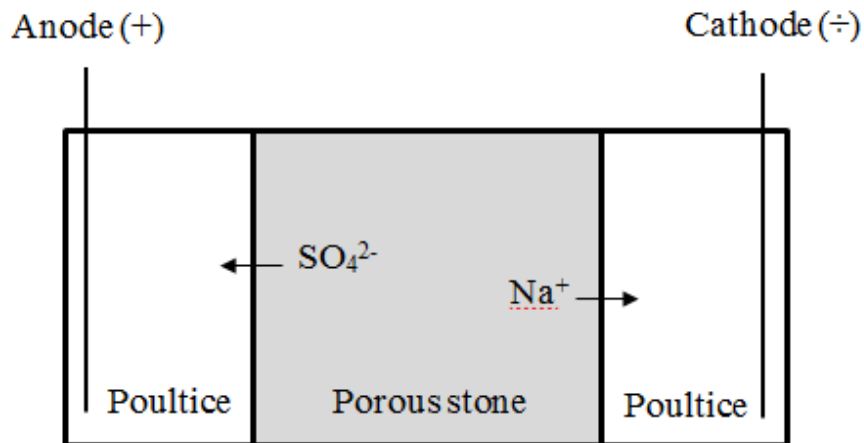 Anode (+)
Cathode (÷)
SO₄²⁻
Na⁺
Poultice
Porous stone
Poultice